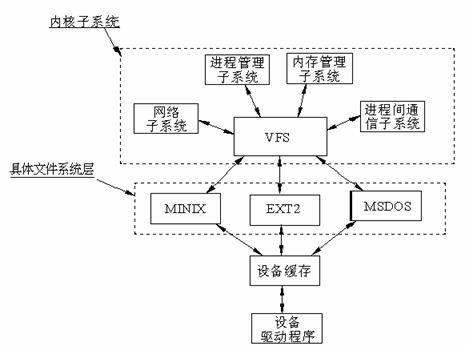 内核子系统
进程管理
子系统
内存管理
子系统
网络
子系统
VFS
进程间通
信子系统
具体文件系统层
MINIX
EXT2
MSDOS
设备缓存
设备
驱动程序